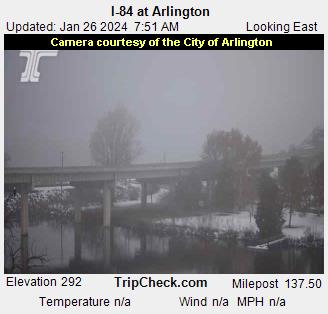 I-84 at Arlington
Updated: Jan 26 2024 7:51 AM Looking East
Camera courtesy of the City of Arlington
Elevation 292 TripCheck.com Milepost 137.50
Temperature n/a Wind n/a MPH n/a